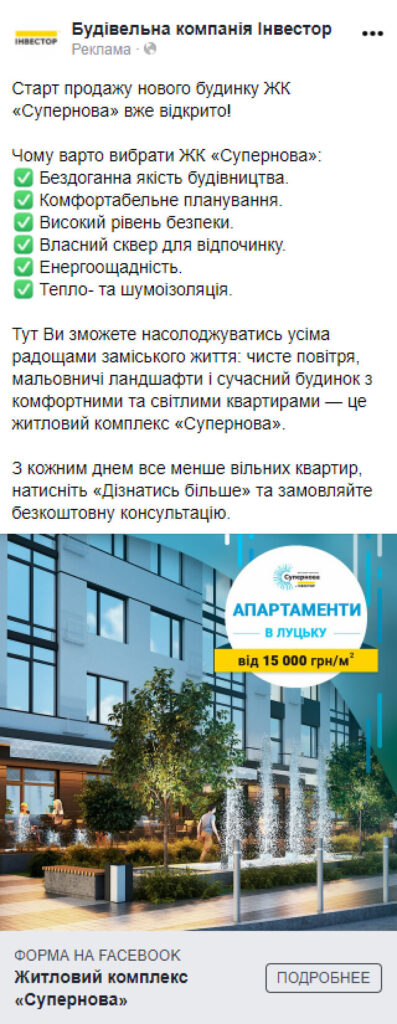 ІНВЕСТОР
Будівельна компанія Інвестор
Реклама ·
Старт продажу нового будинку ЖК
«Супернова» вже відкрито!
Чому варто вибрати ЖК «Супернова»:
✅ Бездоганна якість будівництва.
✅ Комфортабельне планування.
✅ Високий рівень безпеки.
✅ Власний сквер для відпочинку.
✅ Енергоощадність.
✅ Тепло- та шумоізоляція.
Тут Ви зможете насолоджуватись усіма
радощами заміського життя: чисте повітря,
мальовничі ландшафти і сучасний будинок з
комфортними та світлими квартирами — це
житловий комплекс «Супернова».
З кожним днем все менше вільних квартир,
натисніть «Дізнатись більше» та замовляйте
безкоштовну консультацію.
Супернова
ІНВЕСТОР
АПАРТАМЕНТИ
В ЛУЦЬКУ
від 15 000 грн/м²
ФОРМА НА FACEBOOK
Житловий комплекс
«Супернова»
ПОДРОБНЕЕ